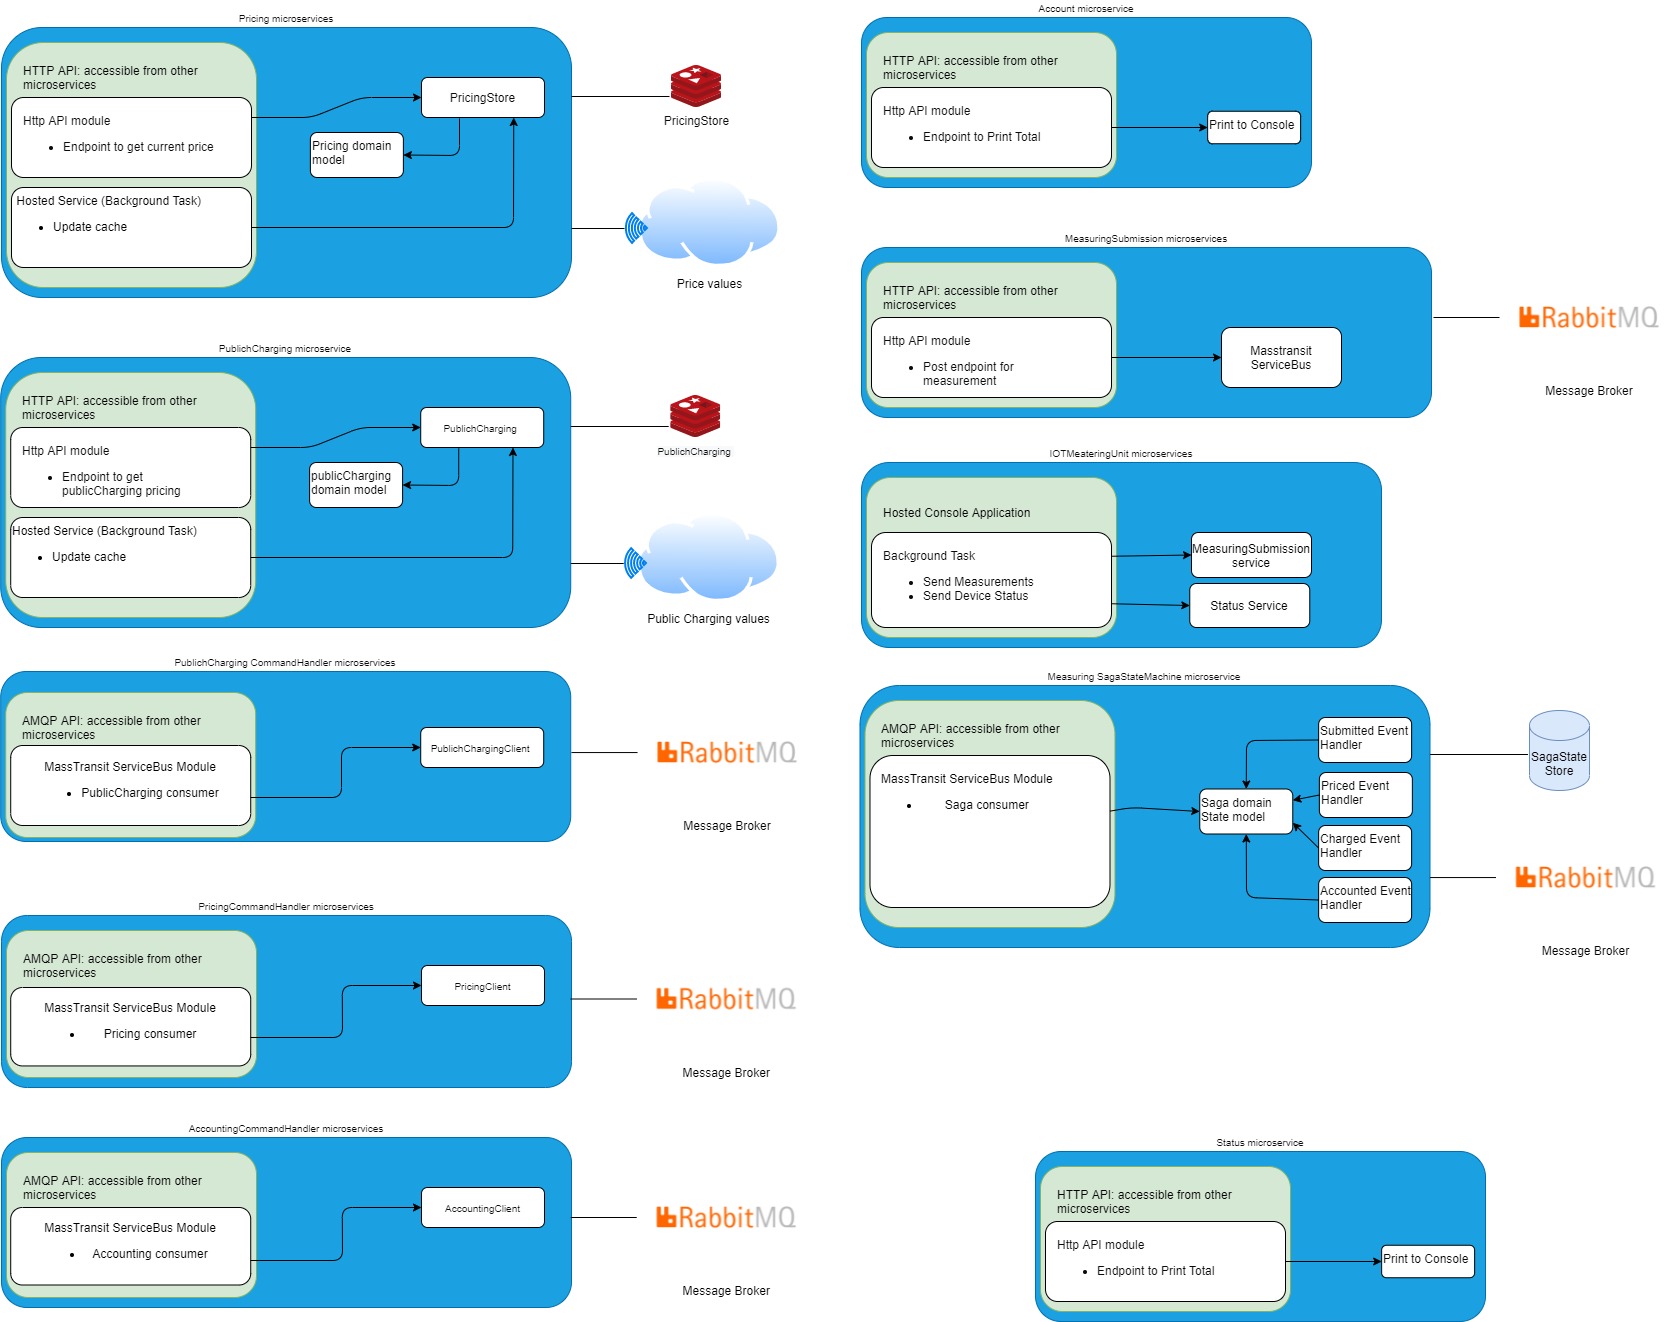 Pricing microservices
HTTP API: accessible from other
microservices
Http API module
• Endpoint to get current price
Hosted Service (Background Task)
• Update cache
PricingStore
Pricing domain
model
PricingStore
Price values
PublichCharging microservice
HTTP API: accessible from other
microservices
Http API module
• Endpoint to get
publicCharging pricing
Hosted Service (Background Task)
• Update cache
PublichCharging
publicCharging
domain model
PublichCharging
Public Charging values
PublichCharging CommandHandler microservices
AMQP API: accessible from other
microservices
MassTransit ServiceBus Module
• PublicCharging consumer
PublichChargingClient
RabbitMQ
Message Broker
PricingCommandHandler microservices
AMQP API: accessible from other
microservices
MassTransit ServiceBus Module
• Pricing consumer
PricingClient
RabbitMQ
Message Broker
AccountingCommandHandler microservices
AMQP API: accessible from other
microservices
MassTransit ServiceBus Module
• Accounting consumer
AccountingClient
RabbitMQ
Message Broker
Account microservice
HTTP API: accessible from other
microservices
Http API module
• Endpoint to Print Total
Print to Console
MeasuringSubmission microservices
HTTP API: accessible from other
microservices
Http API module
• Post endpoint for
measurement
Masstransit
ServiceBus
RabbitMQ
Message Broker
IOTMeateringUnit microservices
Hosted Console Application
Background Task
• Send Measurements
• Send Device Status
MeasuringSubmission
service
Status Service
Measuring SagaStateMachine microservice
AMQP API: accessible from other
microservices
MassTransit ServiceBus Module
• Saga consumer
Saga domain
State model
Submitted Event
Handler
Priced Event
Handler
Charged Event
Handler
Accounted Event
Handler
SagaState
Store
RabbitMQ
Message Broker
Status microservice
HTTP API: accessible from other
microservices
Http API module
• Endpoint to Print Total
Print to Console